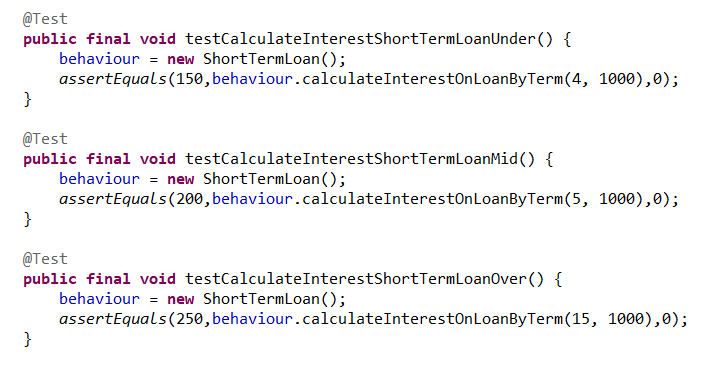 @Test
public final void testCalculateInterestShortTermLoanUnder() {
    behaviour = new ShortTermLoan();
    assertEquals(150,behaviour.calculateInterestOnLoanByTerm(4, 1000),0);
}
@Test
public final void testCalculateInterestShortTermLoanMid() {
    behaviour = new ShortTermLoan();
    assertEquals(200,behaviour.calculateInterestOnLoanByTerm(5, 1000),0);
}
@Test
public final void testCalculateInterestShortTermLoanOver() {
    behaviour = new ShortTermLoan();
    assertEquals(250,behaviour.calculateInterestOnLoanByTerm(15, 1000),0);
}